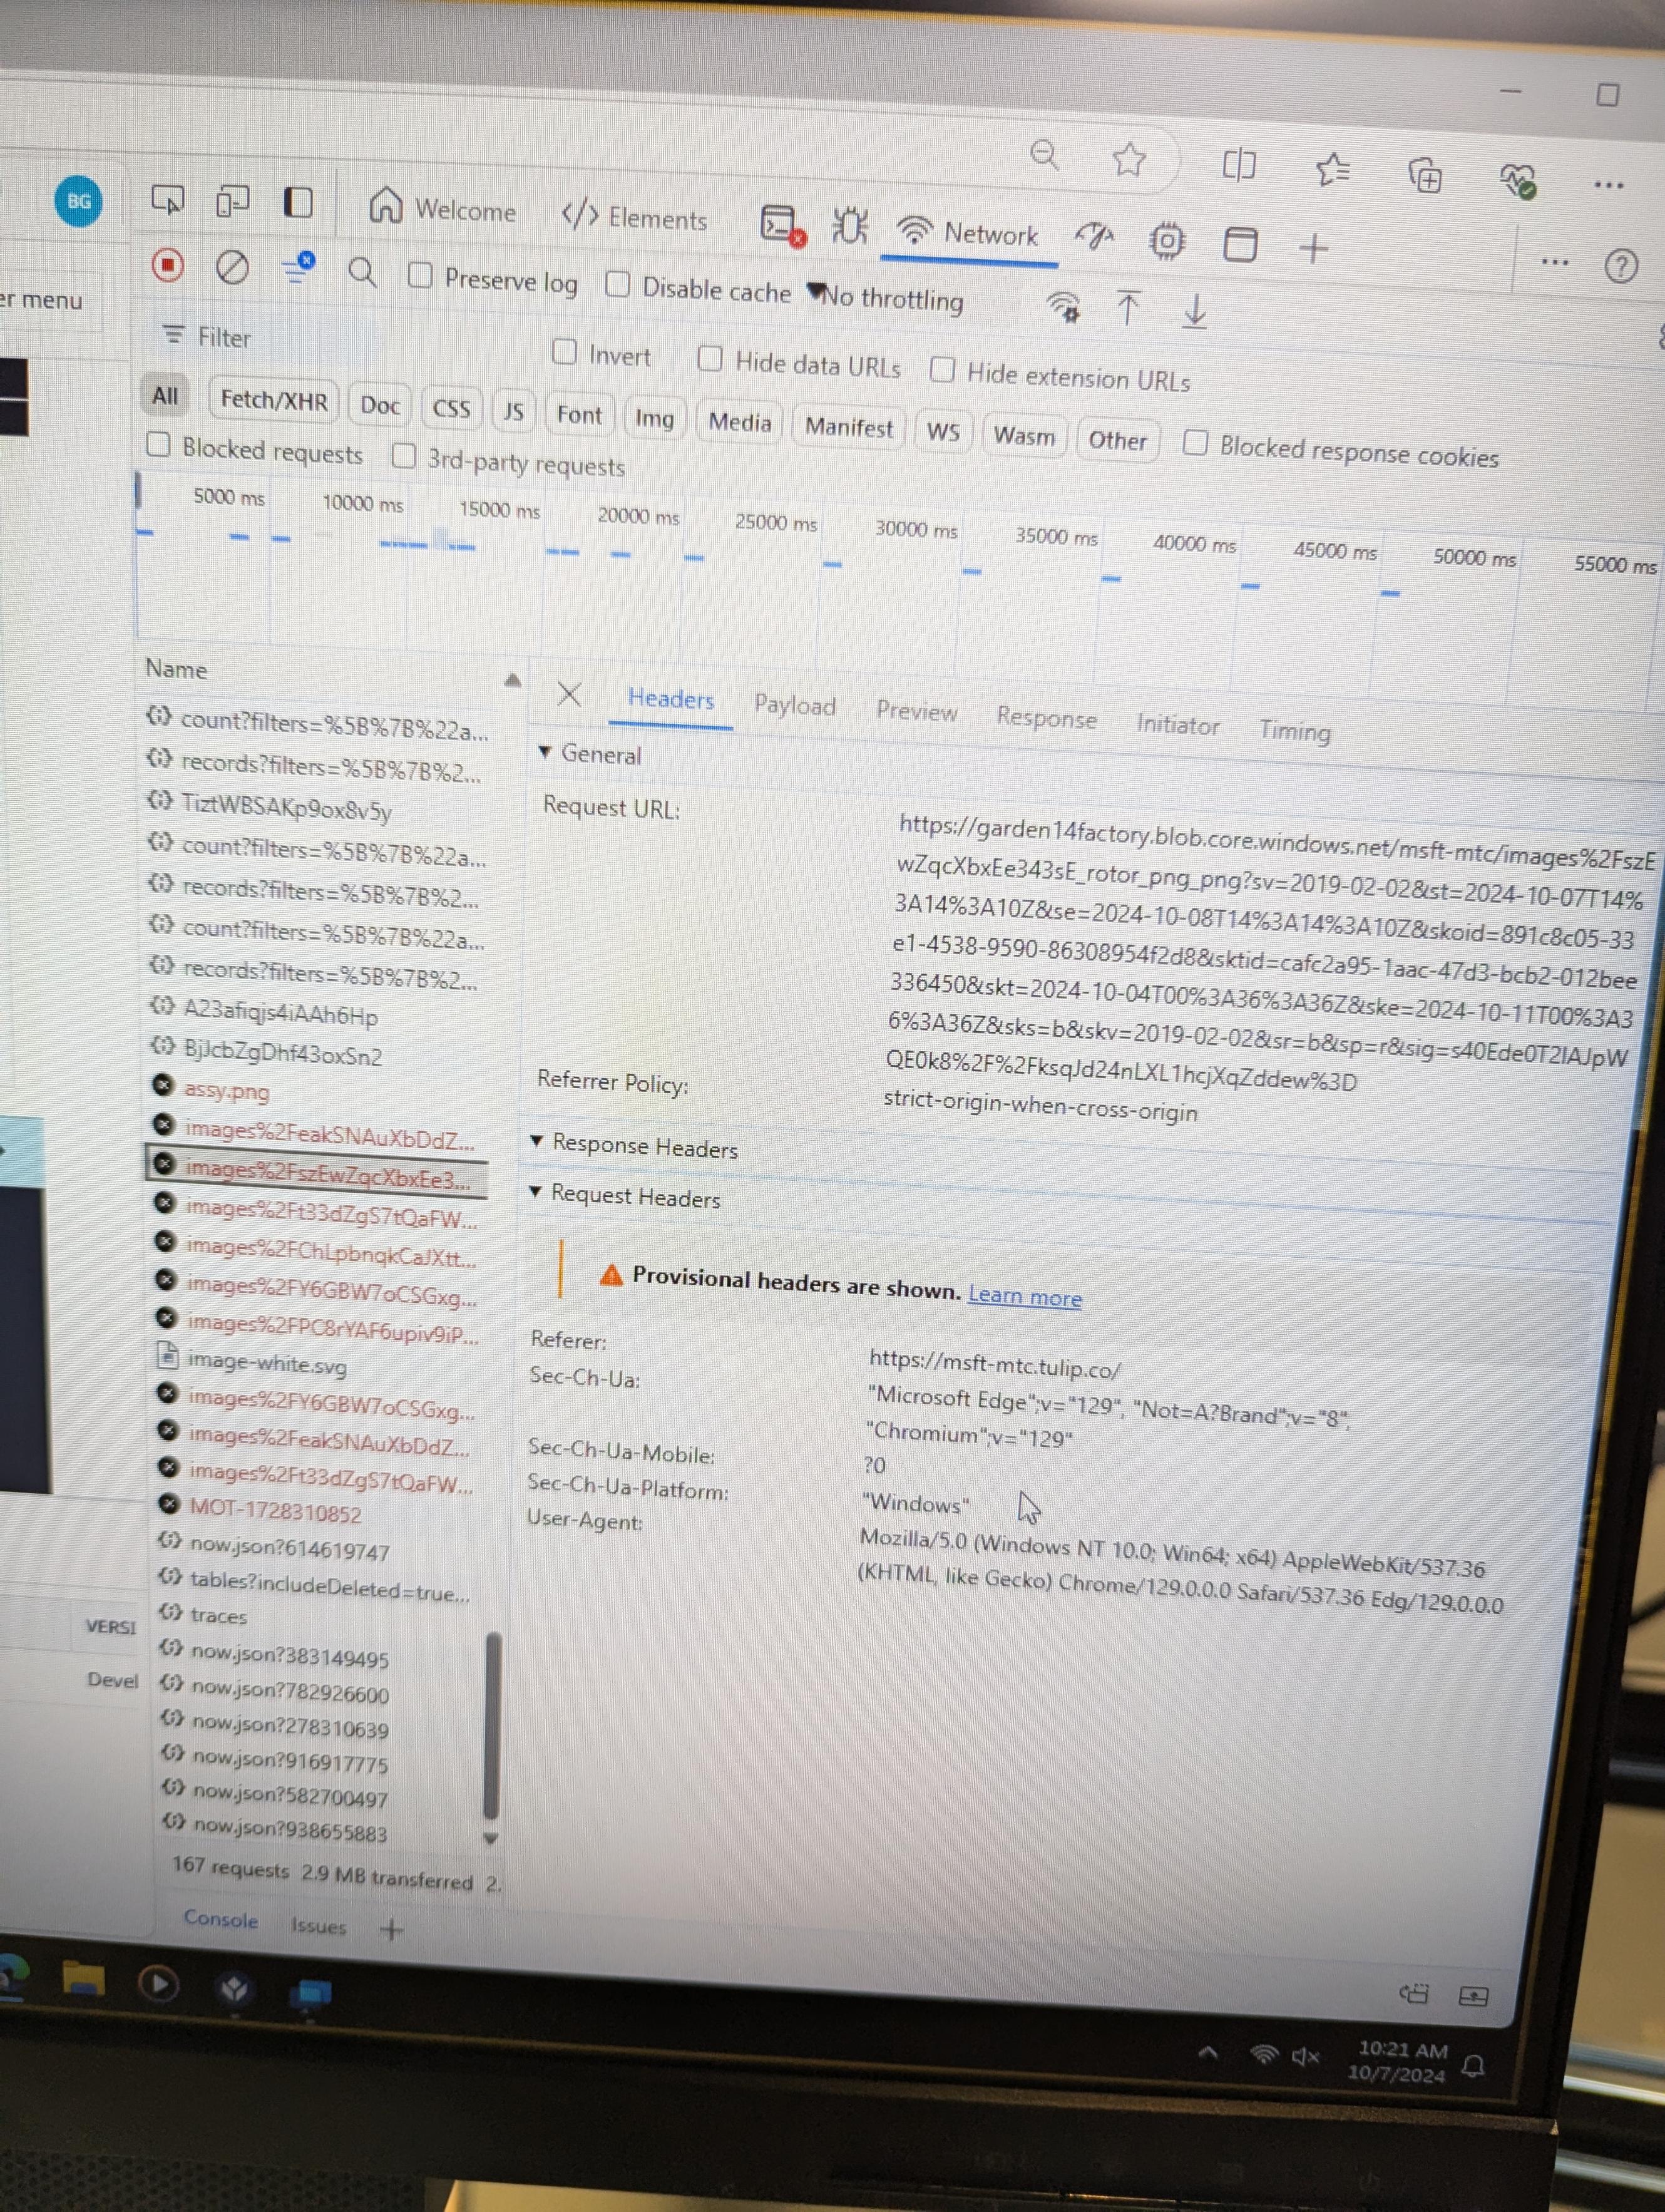 BG
Welcome
</> Elements
Network
er menu
Preserve log
Disable cache
No throttling
Filter
Invert
Hide data URLs
Hide extension URLs
All
Fetch/XHR
Doc
CSS
JS
Font
Img
Media
Manifest
WS
Wasm
Other
Blocked response cookies
Blocked requests
3rd-party requests
5000 ms
10000 ms
15000 ms
20000 ms
25000 ms
30000 ms
35000 ms
40000 ms
45000 ms
50000 ms
55000 ms
Name
count?filters=%5B%7B%22a...
records?filters=%5B%7B%2...
TiztWBSAKp9ox8v5y
count?filters=%5B%7B%22a...
records?filters=%5B%7B%2...
count?filters=%5B%7B%22a...
records?filters=%5B%7B%2...
A23afiqjs4iAAh6Hp
BjJcbZgDhf43oxSn2
assy.png
images%2FeakSNAuXbDdZ...
images%2FszEwZqcXbxEe3...
images%2Ft33dZgS7tQaFW...
images%2FChLpbnqkCaJXtt...
images%2FY6GBW7oCSGxg...
images%2FPC8rYAF6upiv9iP...
image-white.svg
images%2FY6GBW7oCSGxg...
images%2FeakSNAuXbDdZ...
images%2Ft33dZgS7tQaFW...
MOT-1728310852
now.json?614619747
tables?includeDeleted=true...
traces
now.json?383149495
now.json?782926600
now.json?278310639
now.json?916917775
now.json?582700497
now.json?938655883
167 requests 2.9 MB transferred 2.
Headers
Payload
Preview
Response
Initiator
Timing
General
Request URL:
https://garden14factory.blob.core.windows.net/msft-mtc/images%2FszE
wZqcXbxEe343sE_rotor_png_png?sv=2019-02-02&st=2024-10-07T14%
3A14%3A10Z&se=2024-10-08T14%3A14%3A10Z&skoid=891c8c05-33
e1-4538-9590-86308954f2d8&sktid=cafc2a95-1aac-47d3-bcb2-012bee
336450&skt=2024-10-04T00%3A36%3A36Z&ske=2024-10-11T00%3A3
6%3A36Z&sks=b&skv=2019-02-02&sr=b&sp=r&sig=s40Ede0T2IAJpW
QE0k8%2F%2FksqJd24nLXL1hcjXqZddew%3D
Referrer Policy:
strict-origin-when-cross-origin
Response Headers
Request Headers
Provisional headers are shown. Learn more
Referer:
https://msft-mtc.tulip.co/
Sec-Ch-Ua:
"Microsoft Edge";v="129", "Not=A?Brand";v="8",
"Chromium";v="129"
Sec-Ch-Ua-Mobile:
?0
Sec-Ch-Ua-Platform:
"Windows"
User-Agent:
Mozilla/5.0 (Windows NT 10.0; Win64; x64) AppleWebKit/537.36
(KHTML, like Gecko) Chrome/129.0.0.0 Safari/537.36 Edg/129.0.0.0
VERSI
Devel
Console
Issues
10:21 AM
10/7/2024